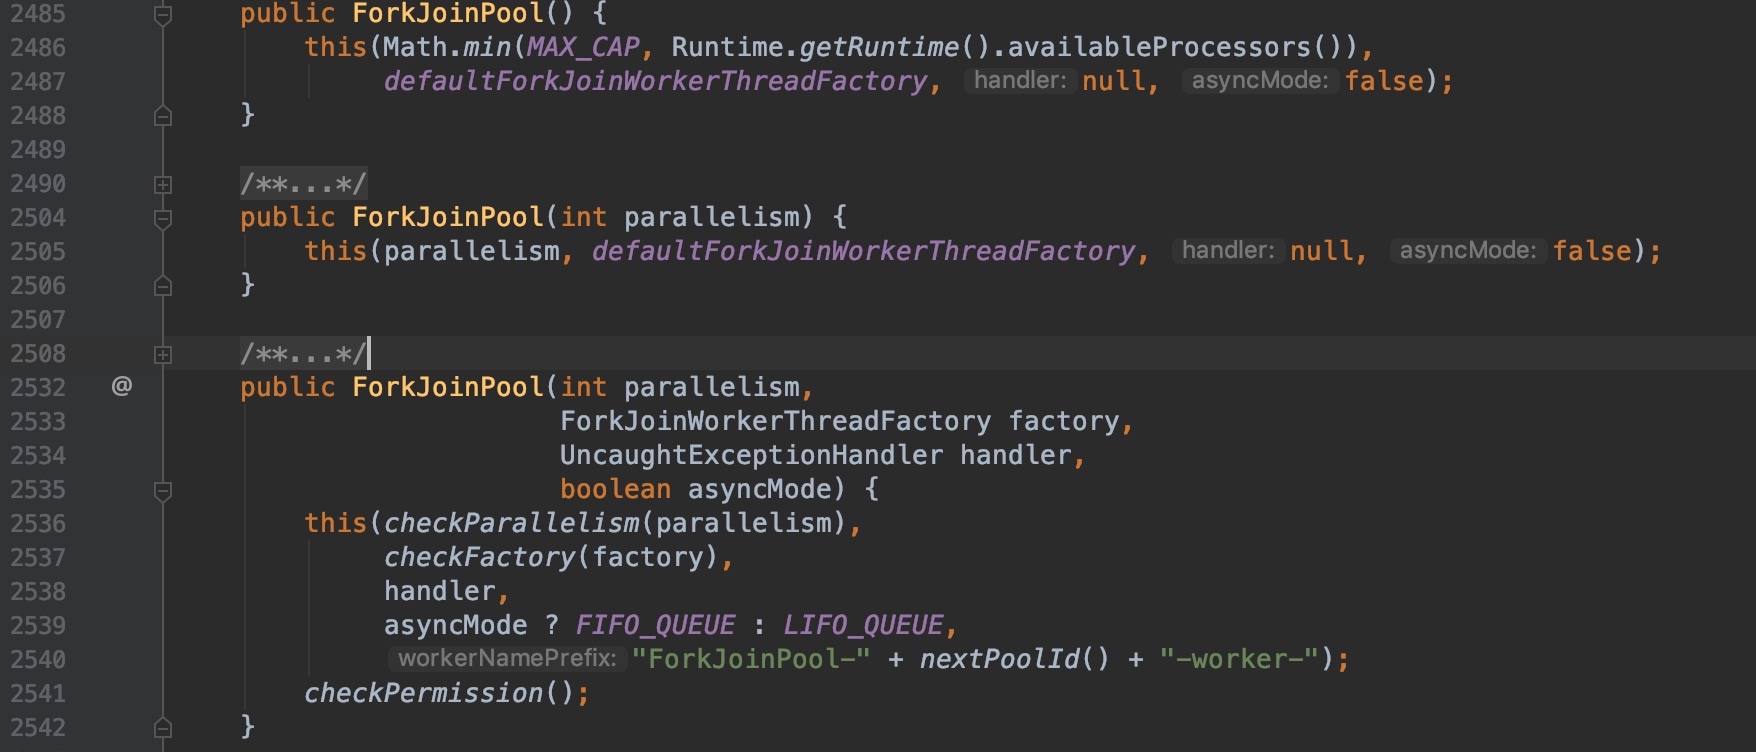 2485 public ForkJoinPool() {
2486 this(Math.min(MAX_CAP, Runtime.getRuntime().availableProcessors()),
2487 defaultForkJoinWorkerThreadFactory, handler: null, asyncMode: false);
2488 }
2489
2490 /**...*/
2504 public ForkJoinPool(int parallelism) {
2505 this(parallelism, defaultForkJoinWorkerThreadFactory, handler: null, asyncMode: false);
2506 }
2507
2508 /**...*/
2532 @ public ForkJoinPool(int parallelism,
2533 ForkJoinWorkerThreadFactory factory,
2534 UncaughtExceptionHandler handler,
2535 boolean asyncMode) {
2536 this(checkParallelism(parallelism),
2537 checkFactory(factory),
2538 handler,
2539 asyncMode ? FIFO_QUEUE : LIFO_QUEUE,
2540 workerNamePrefix: "ForkJoinPool-" + nextPoolId() + "-worker-");
2541 checkPermission();
2542 }